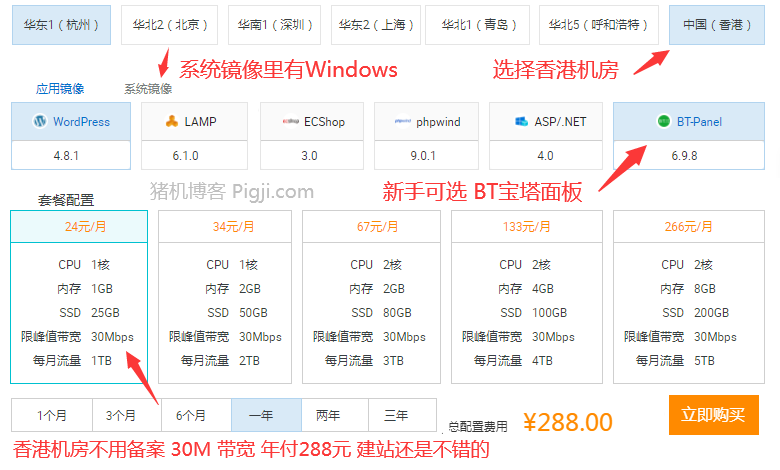 华东1（杭州） 华北2（北京） 华南1（深圳） 华东2（上海） 华北1（青岛） 华北5（呼和浩特） 中国（香港）
系统镜像里有Windows 选择香港机房
应用镜像 系统镜像
WordPress LAMP ECShop phpwind ASP/.NET BT-Panel
4.8.1 6.1.0 3.0 9.0.1 4.0 6.9.8
猪机博客 Pigji.com 新手可选 BT宝塔面板
套餐配置
24元/月 34元/月 67元/月 133元/月 266元/月
CPU 1核 CPU 1核 CPU 2核 CPU 2核 CPU 2核
内存 1GB 内存 2GB 内存 2GB 内存 4GB 内存 8GB
SSD 25GB SSD 50GB SSD 80GB SSD 100GB SSD 200GB
限峰值带宽 30Mbps 限峰值带宽 30Mbps 限峰值带宽 30Mbps 限峰值带宽 30Mbps 限峰值带宽 30Mbps
每月流量 1TB 每月流量 2TB 每月流量 3TB 每月流量 4TB 每月流量 5TB
1个月 3个月 6个月 一年 两年 三年 总配置费用 ¥288.00 立即购买
香港机房不用备案 30M 带宽 年付288元 建站还是不错的